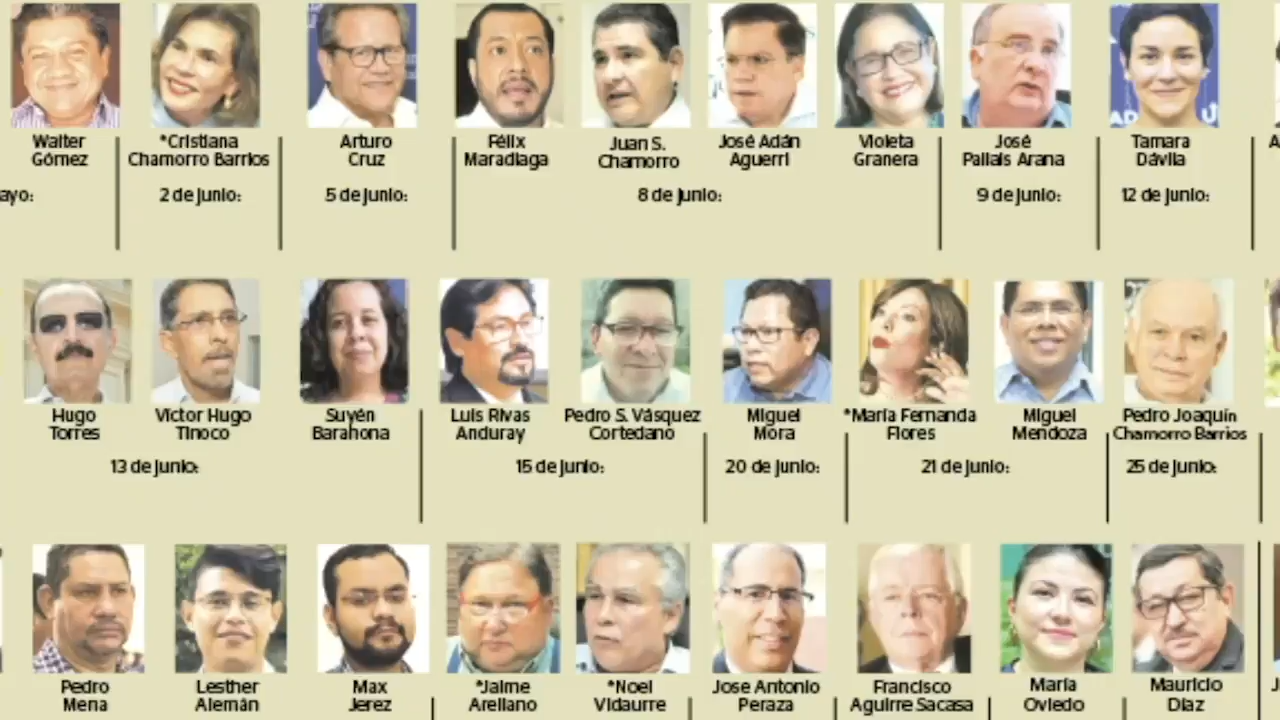 Walter
Gómez
*Cristiana
Chamorro Barrios
Arturo
Cruz
Félix
Maradiaga
Juan S.
Chamorro
José Adán
Aguerri
Violeta
Granera
José
Pallais Arana
Tamara
Dávila
A
ayo:
2 de junio:
5 de junio:
8 de junio:
9 de junio:
12 de junio:
Hugo
Torres
Víctor Hugo
Tinoco
Suyén
Barahona
Luis Rivas
Anduray
Pedro S. Vásquez
Cortedano
Miguel
Mora
*María Fernanda
Flores
Miguel
Mendoza
Pedro Joaquín
Chamorro Barrios
13 de junio:
15 de junio:
20 de junio:
21 de junio:
25 de junio:
Pedro
Mena
Lesther
Alemán
Max
Jerez
*Jaime
Arellano
*Noel
Vidaurre
Jose Antonio
Peraza
Francisco
Aguirre Sacasa
María
Oviedo
Mauricio
Díaz
J